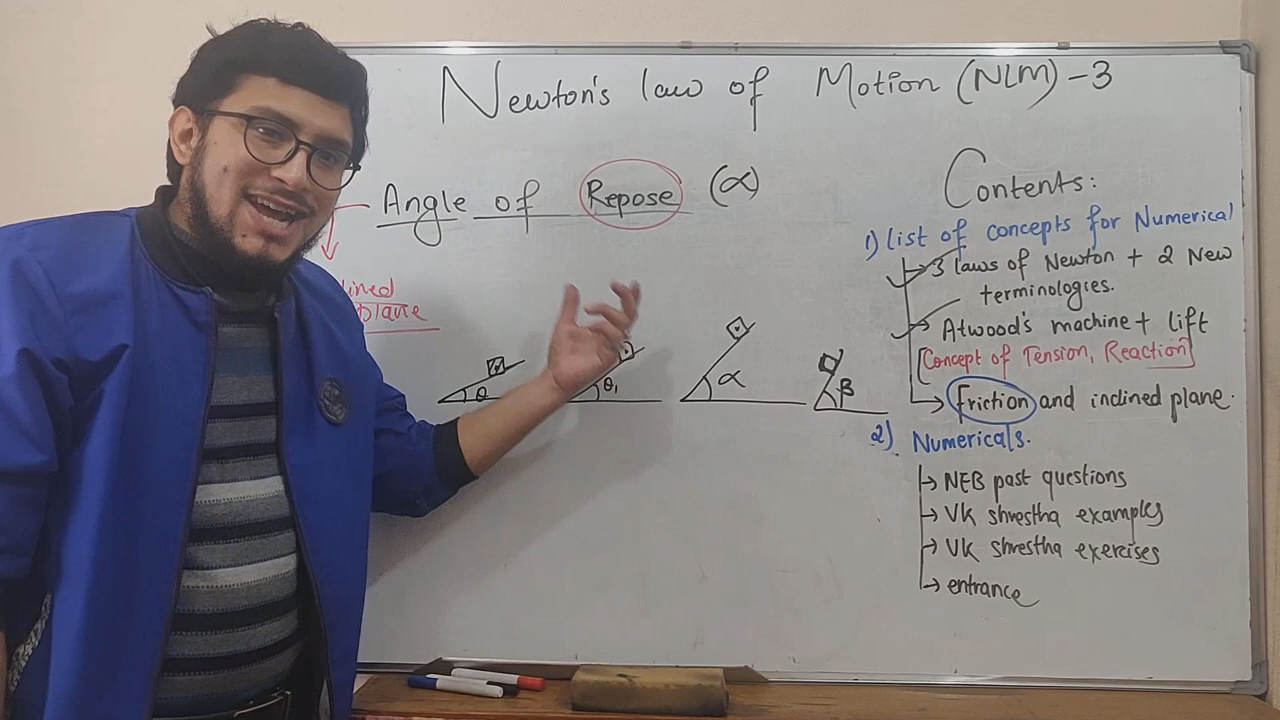 Newton's law of Motion (NLM) - 3
Angle of Repose (α)
plane
θ
θ₁
α
β
Contents:
1) list of concepts for Numerical
→ 3 laws of Newton + 2 New
terminologies.
→ Atwood's machine + lift
[Concept of Tension, Reaction]
→ Friction and inclined plane.
2) Numericals.
→ NEB past questions
→ VK shrestha examples
→ VK shrestha exercises
→ entrance